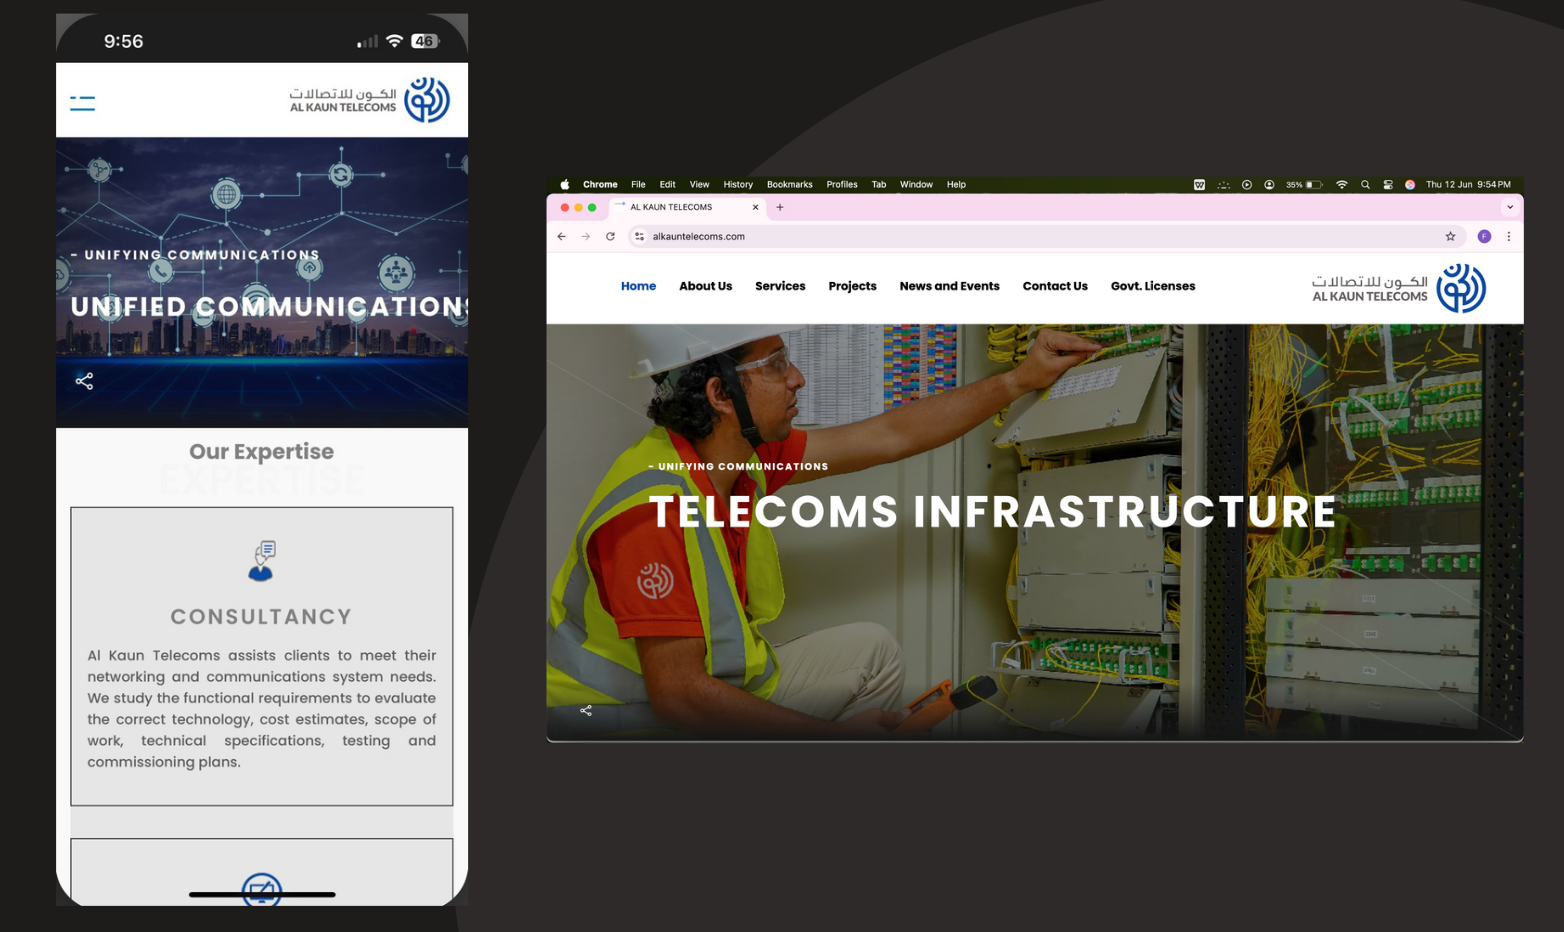 9:56
46
الكـون للاتصالات
AL KAUN TELECOMS
- UNIFYING COMMUNICATIONS
UNIFIED COMMUNICATIONS
Our Expertise
EXPERTISE
CONSULTANCY
Al Kaun Telecoms assists clients to meet their
networking and communications system needs.
We study the functional requirements to evaluate
the correct technology, cost estimates, scope of
work, technical specifications, testing and
commissioning plans.
Chrome File Edit View History Bookmarks Profiles Tab Window Help
35% Thu 12 Jun 9:54 PM
AL KAUN TELECOMS
alkauntelecoms.com
F
Home About Us Services Projects News and Events Contact Us Govt. Licenses
الكـون للاتصالات
AL KAUN TELECOMS
- UNIFYING COMMUNICATIONS
TELECOMS INFRASTRUCTURE